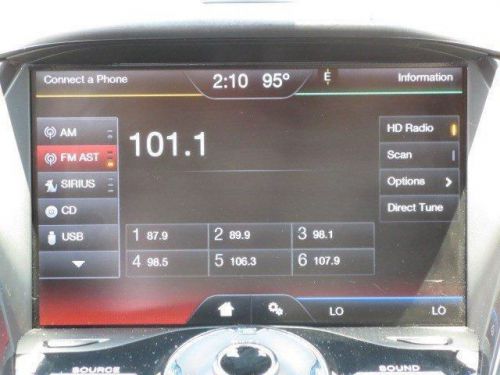 Connect a Phone
2:10 95° E
Information
AM
FM AST
SIRIUS
CD
USB
101.1
HD Radio
Scan
Options
Direct Tune
1 87.9 2 89.9 3 98.1
4 98.5 5 106.3 6 107.9
LO LO
SOURCE SOUND